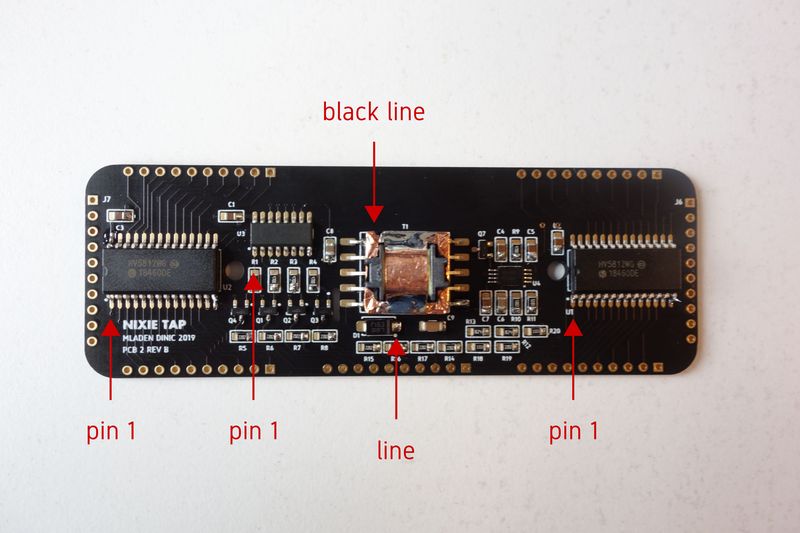 black line
J7
C1
C3
U3
C8
T1
Q7
C4 R9 C5
J6
HV5812WG
18460DE
R1 R2 R3 R4
U2
U4
HV5812WG
18460DE
U1
NIXIE TAP
MLADEN DINIC 2019
PCB 2 REV B
Q4 Q1 Q2 Q3
R5 R6 R7 R8
D1
C9
C7 C6 R10 R11
R13
R20
R12
R15 R16 R17 R14 R18 R19
pin 1
pin 1
line
pin 1